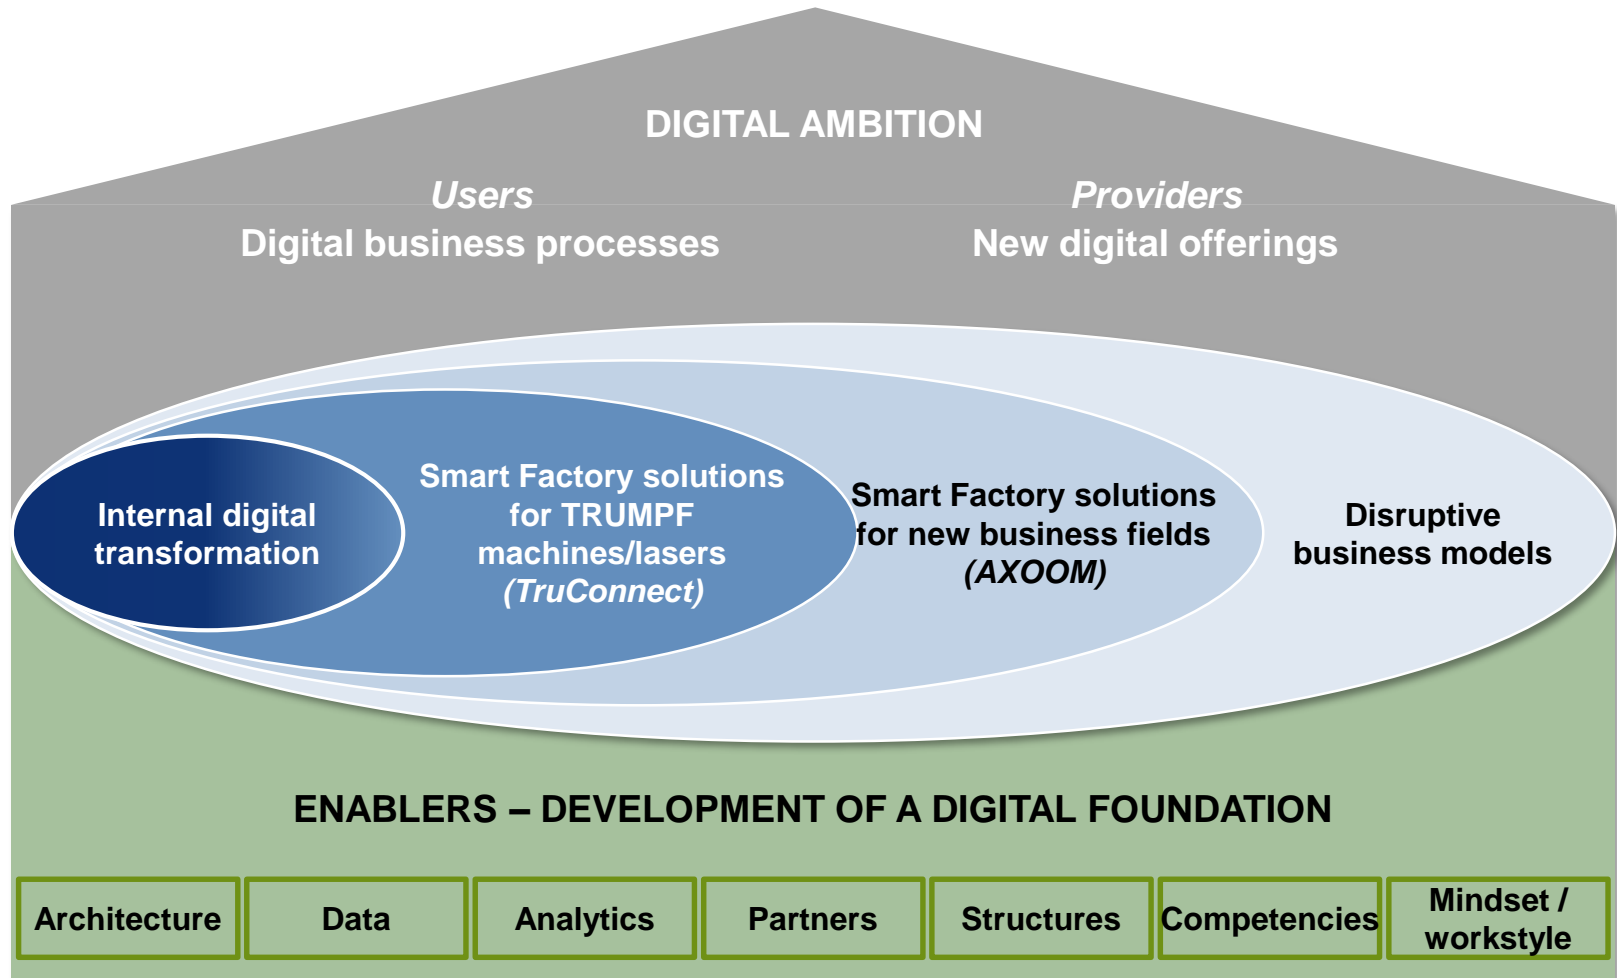 DIGITAL AMBITION
Users
Digital business processes
Providers
New digital offerings
Internal digital
transformation
Smart Factory solutions
for TRUMPF
machines/lasers
(TruConnect)
Smart Factory solutions
for new business fields
(AXOOM)
Disruptive
business models
ENABLERS – DEVELOPMENT OF A DIGITAL FOUNDATION
Architecture
Data
Analytics
Partners
Structures
Competencies
Mindset /
workstyle